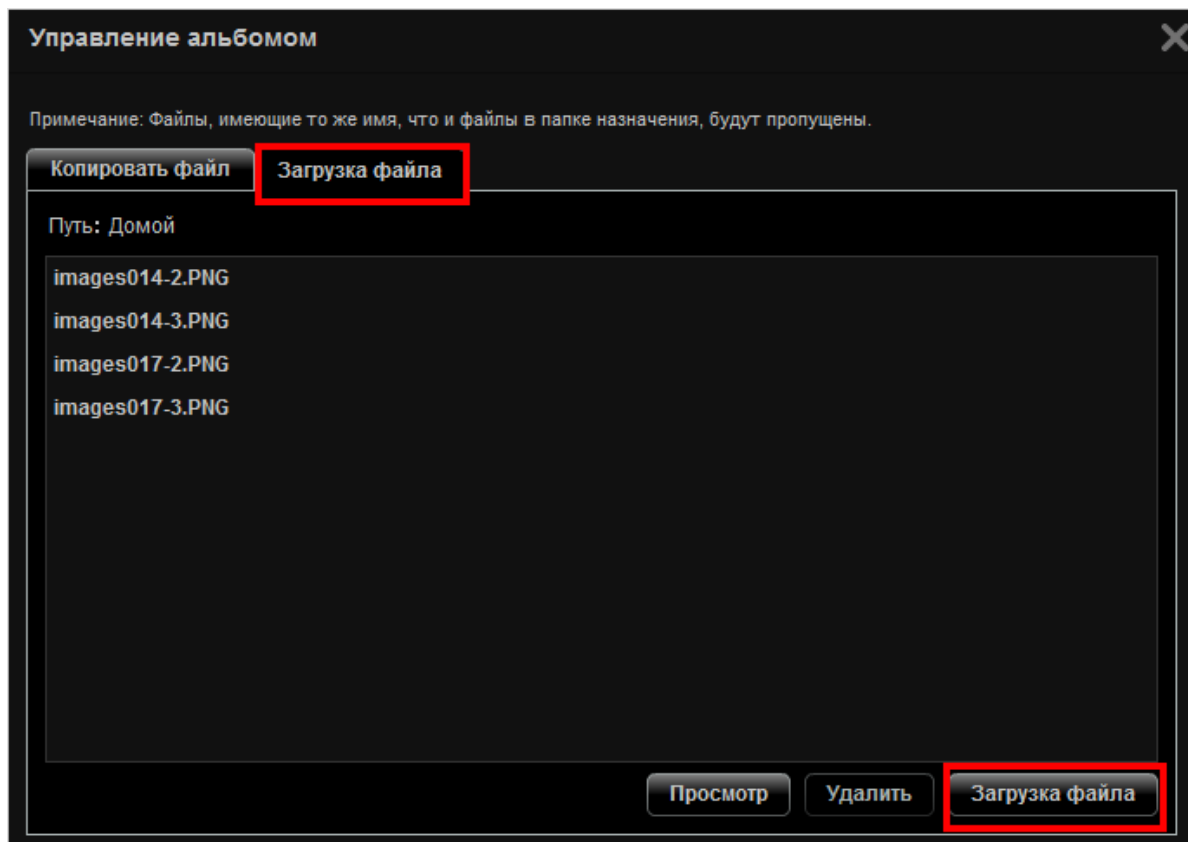 Управление альбомом
Примечание: Файлы, имеющие то же имя, что и файлы в папке назначения, будут пропущены.
Копировать файл Загрузка файла
Путь: Домой
images014-2.PNG
images014-3.PNG
images017-2.PNG
images017-3.PNG
Просмотр Удалить Загрузка файла